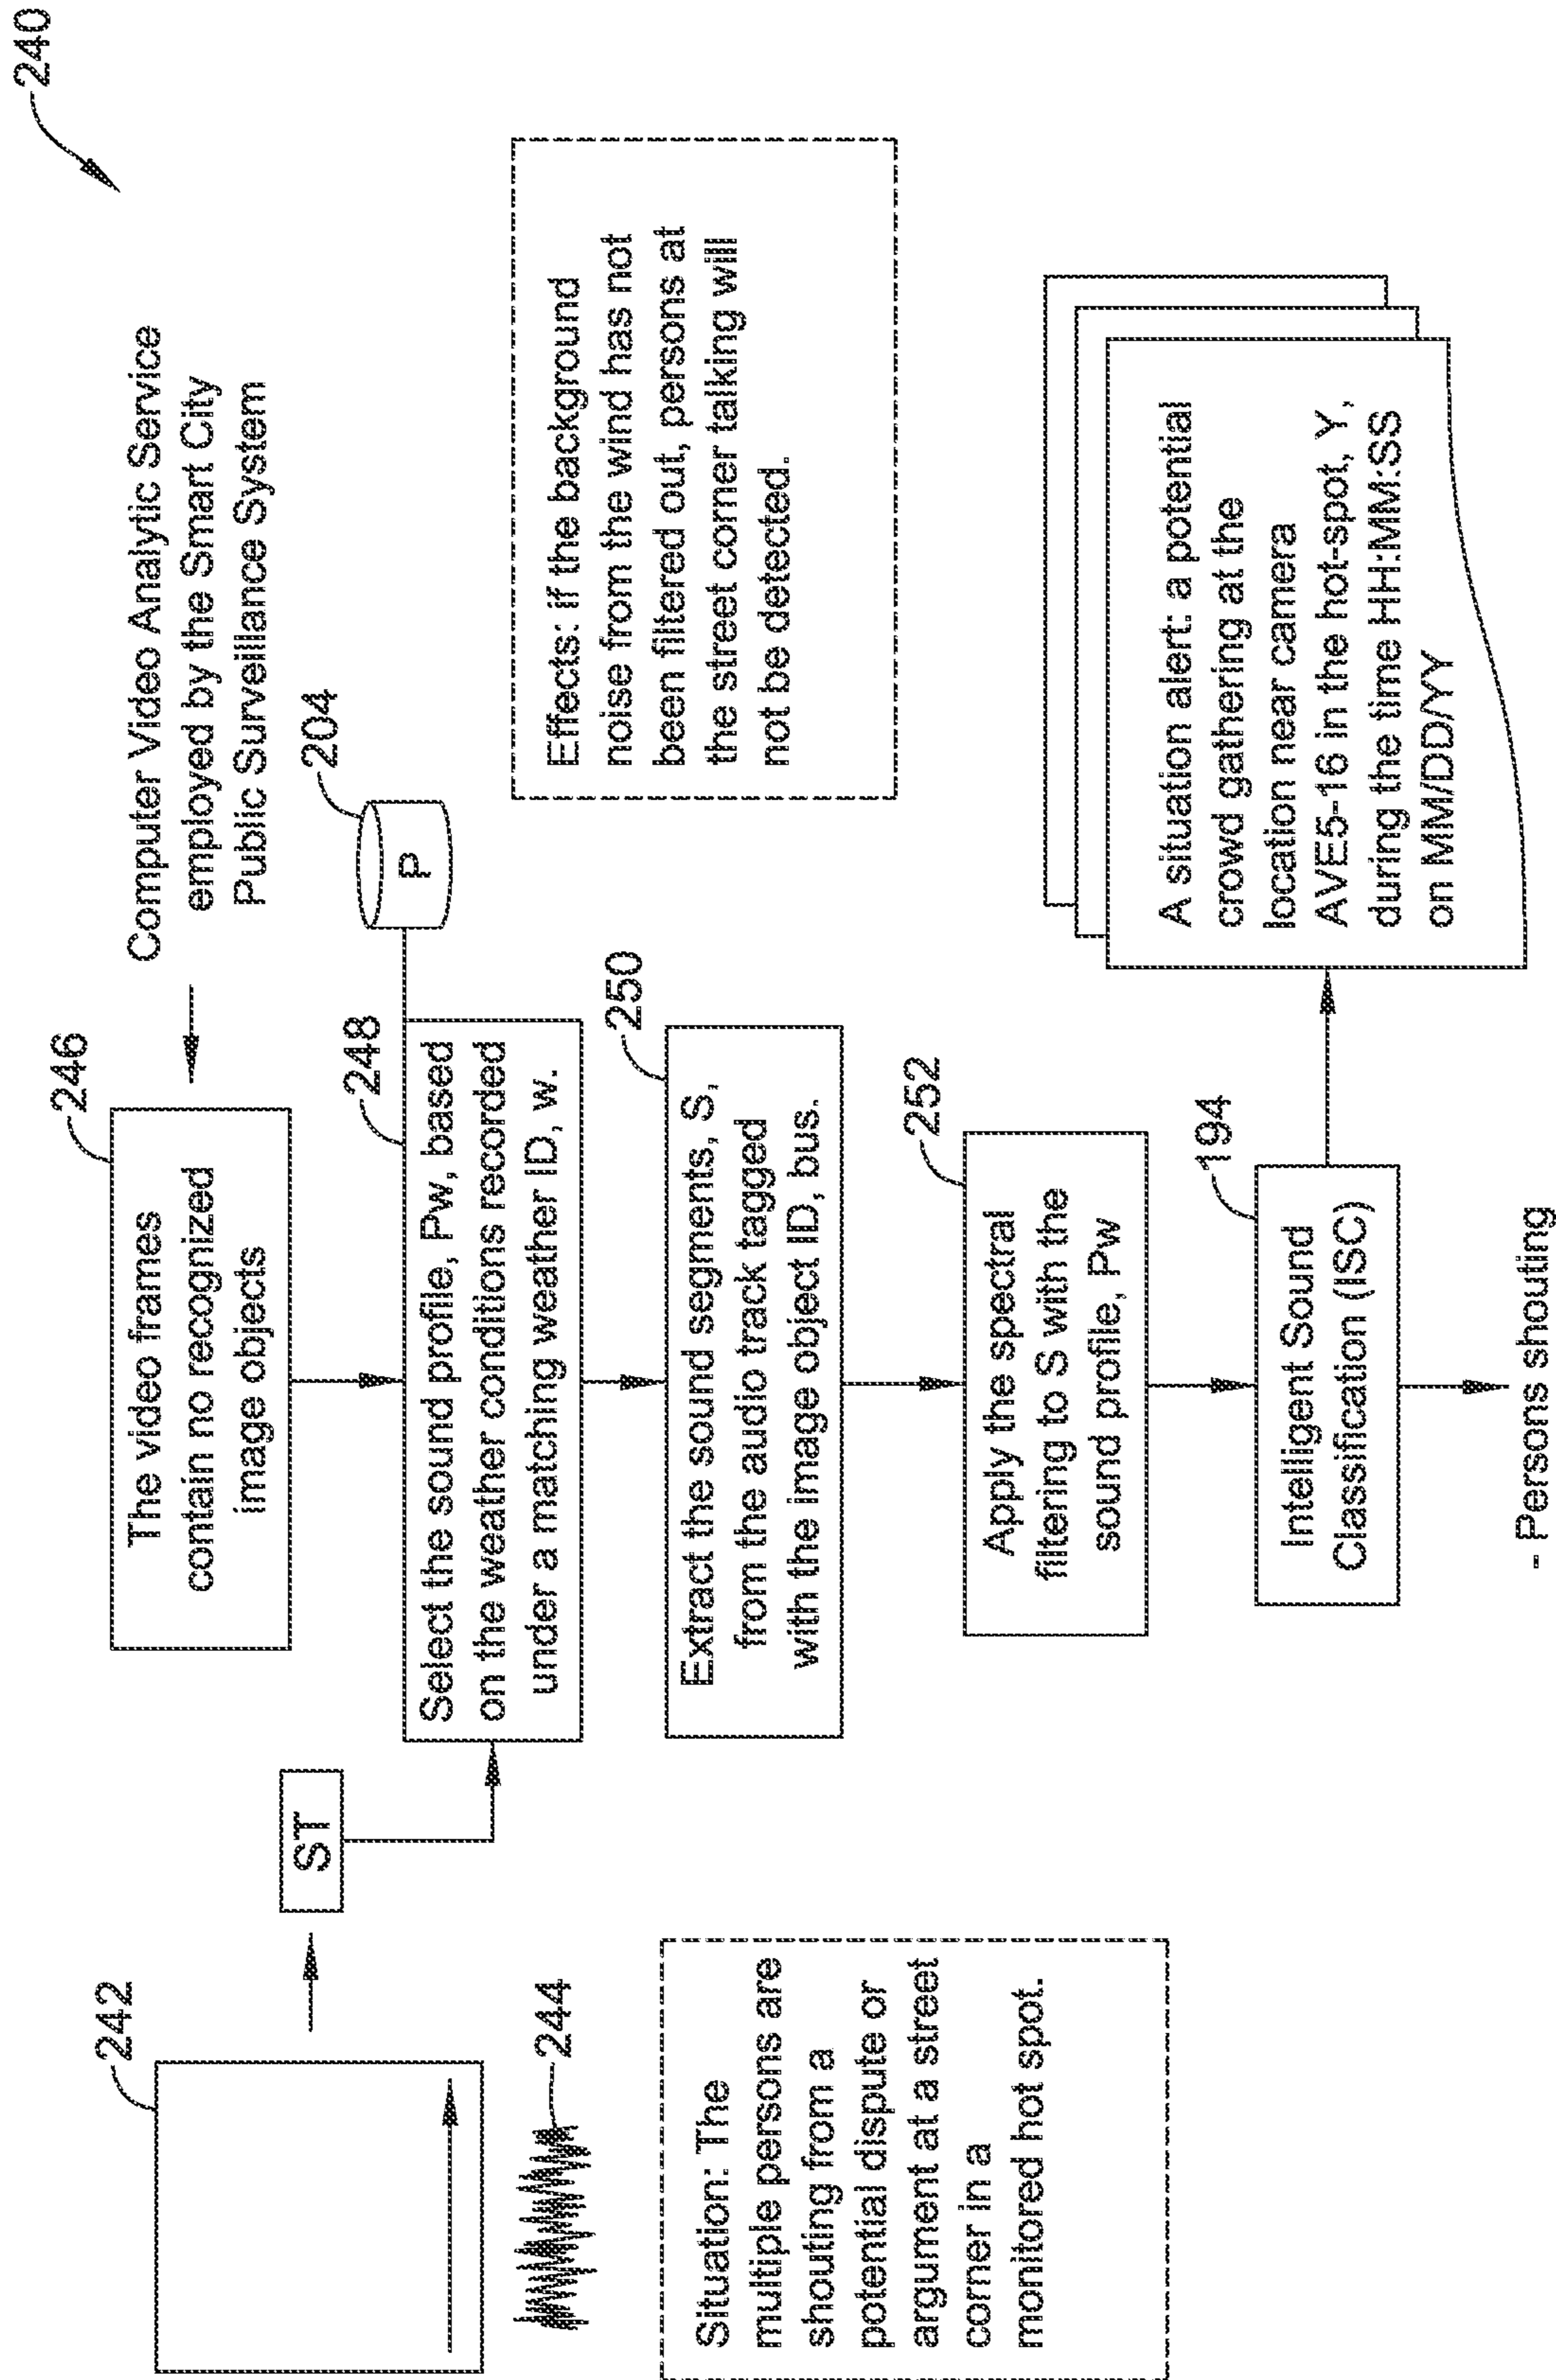 240
242
244
Situation: The
multiple persons are
shouting from a
potential dispute or
argument at a street
corner in a
monitored hot spot.
ST
246
The video frames
contain no recognized
image objects
Computer Video Analytic Service
employed by the Smart City
Public Surveillance System
204
P
248
Select the sound profile, Pw, based
on the weather conditions recorded
under a matching weather ID, w.
250
Extract the sound segments, S,
from the audio track tagged
with the image object ID, bus.
252
Apply the spectral
filtering to S with the
sound profile, Pw
194
Intelligent Sound
Classification (ISC)
- Persons shouting
Effects: if the background
noise from the wind has not
been filtered out, persons at
the street corner talking will
not be detected.
A situation alert: a potential
crowd gathering at the
location near camera
AVE5-16 in the hot-spot, Y,
during the time HH:MM:SS
on MM/DD/YY